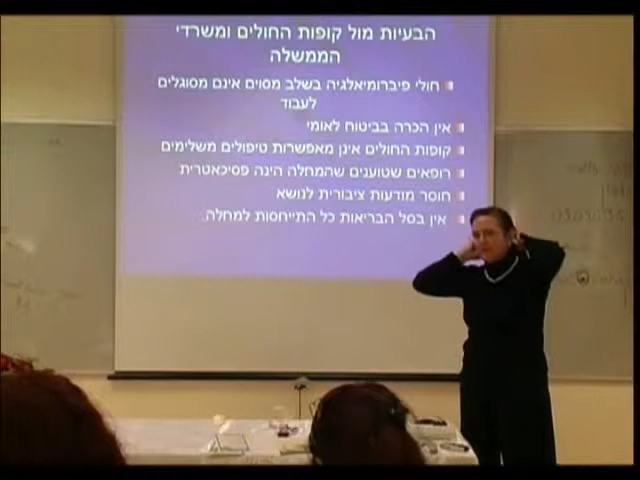 הבעיות מול קופות החולים ומשרדי
הממשלה
חולי פיברומיאלגיה בשלב מסוים אינם מסוגלים
לעבוד
אין הכרה בביטוח לאומי
קופות החולים אינן מאפשרות טיפולים משלימים
רופאים שטוענים שהמחלה הינה פסיכאטרית
חוסר מודעות ציבורית לנושא
אין בסל הבריאות כל התייחסות למחלה.